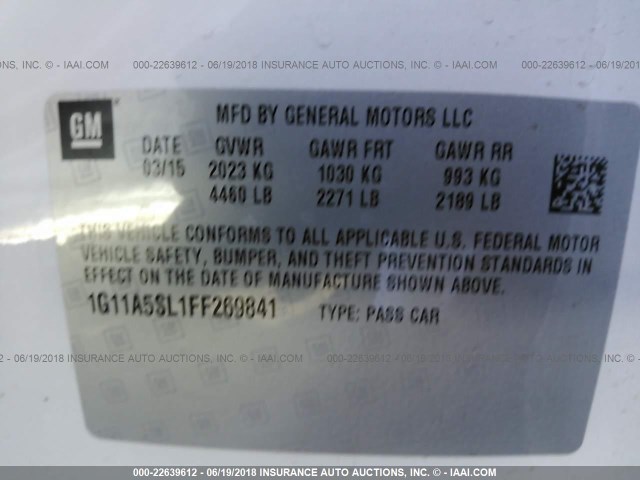 AUCTIONS, INC. © - IAAI.COM 000-22639612 - 06/19/2018 INSURANCE AUTO AUCTIONS, INC. © - IAAI.COM 000-22639612 - 06/19/2018
GM
MFD BY GENERAL MOTORS LLC
DATE GVWR GAWR FRT GAWR RR
03/15 2023 KG 1030 KG 993 KG
4460 LB 2271 LB 2189 LB
THIS VEHICLE CONFORMS TO ALL APPLICABLE U.S. FEDERAL MOTOR
VEHICLE SAFETY, BUMPER, AND THEFT PREVENTION STANDARDS IN
EFFECT ON THE DATE OF MANUFACTURE SHOWN ABOVE.
1G11A5SL1FF269841 TYPE: PASS CAR
000-22639612 - 06/19/2018 INSURANCE AUTO AUCTIONS, INC. © - IAAI.COM